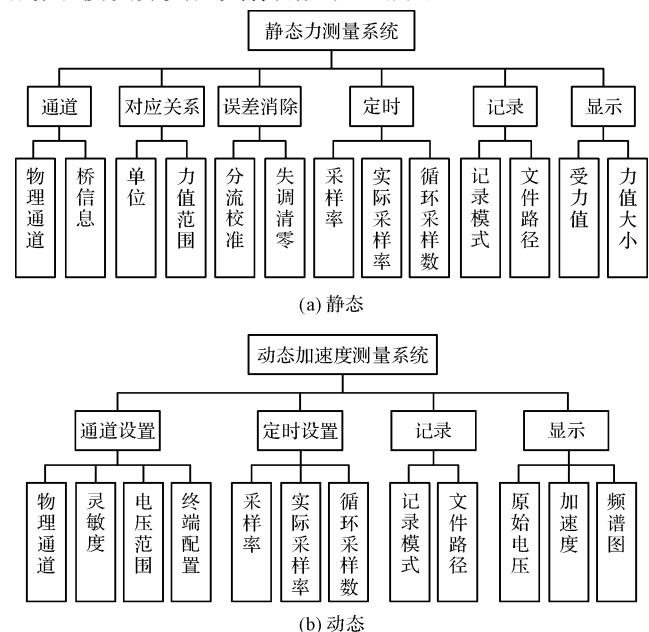 静态力测量系统
通道
对应关系
误差消除
定时
记录
显示
物理通道
桥信息
单位
力值范围
分流校准
失调清零
采样率
实际采样率
循环采样数
记录模式
文件路径
受力值
力值大小
(a) 静态
动态加速度测量系统
通道设置
定时设置
记录
显示
物理通道
灵敏度
电压范围
终端配置
采样率
实际采样率
循环采样数
记录模式
文件路径
原始电压
加速度
频谱图
(b) 动态